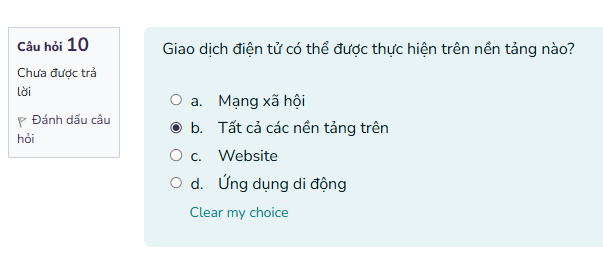 Câu hỏi 10
Chưa được trả
lời
Đánh dấu câu
hỏi
Giao dịch điện tử có thể được thực hiện trên nền tảng nào?
a. Mạng xã hội
b. Tất cả các nền tảng trên
c. Website
d. Ứng dụng di động
Clear my choice